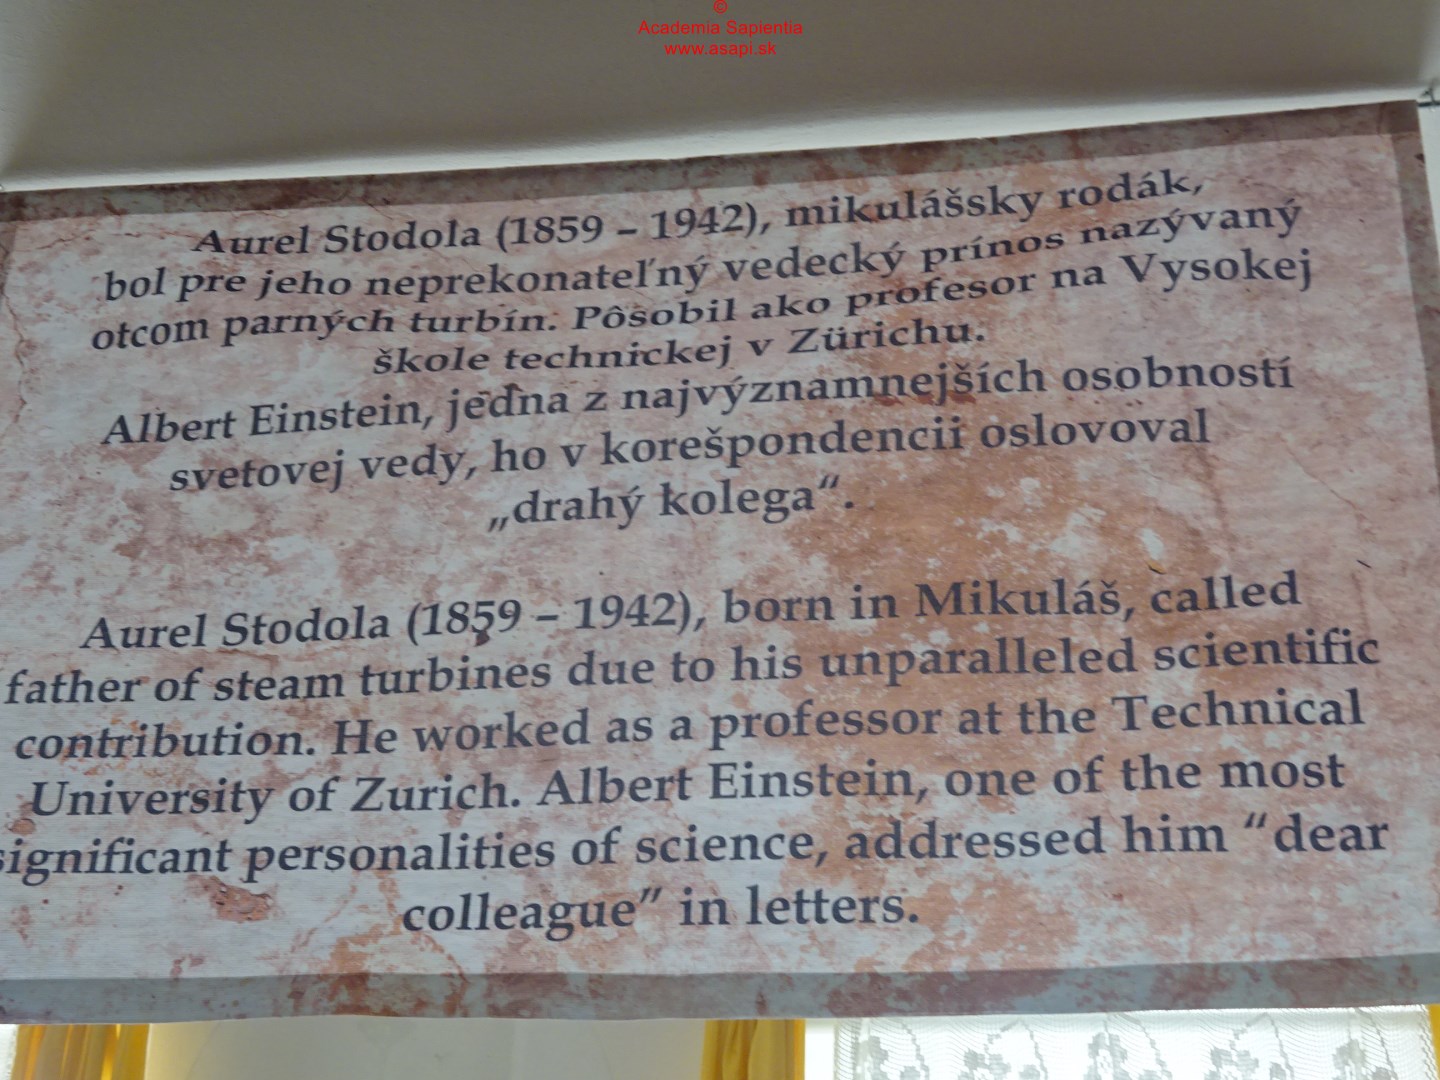 ©
Academia Sapientia
www.asapi.sk
Aurel Stodola (1859 – 1942), mikulášsky rodák,
bol pre jeho neprekonateľný vedecký prínos nazývaný
otcom parných turbín. Pôsobil ako profesor na Vysokej
škole technickej v Zürichu.
Albert Einstein, jedna z najvýznamnejších osobností
svetovej vedy, ho v korešpondencii oslovoval
„drahý kolega“.
Aurel Stodola (1859 – 1942), born in Mikuláš, called
father of steam turbines due to his unparalleled scientific
contribution. He worked as a professor at the Technical
University of Zurich. Albert Einstein, one of the most
significant personalities of science, addressed him “dear
colleague” in letters.